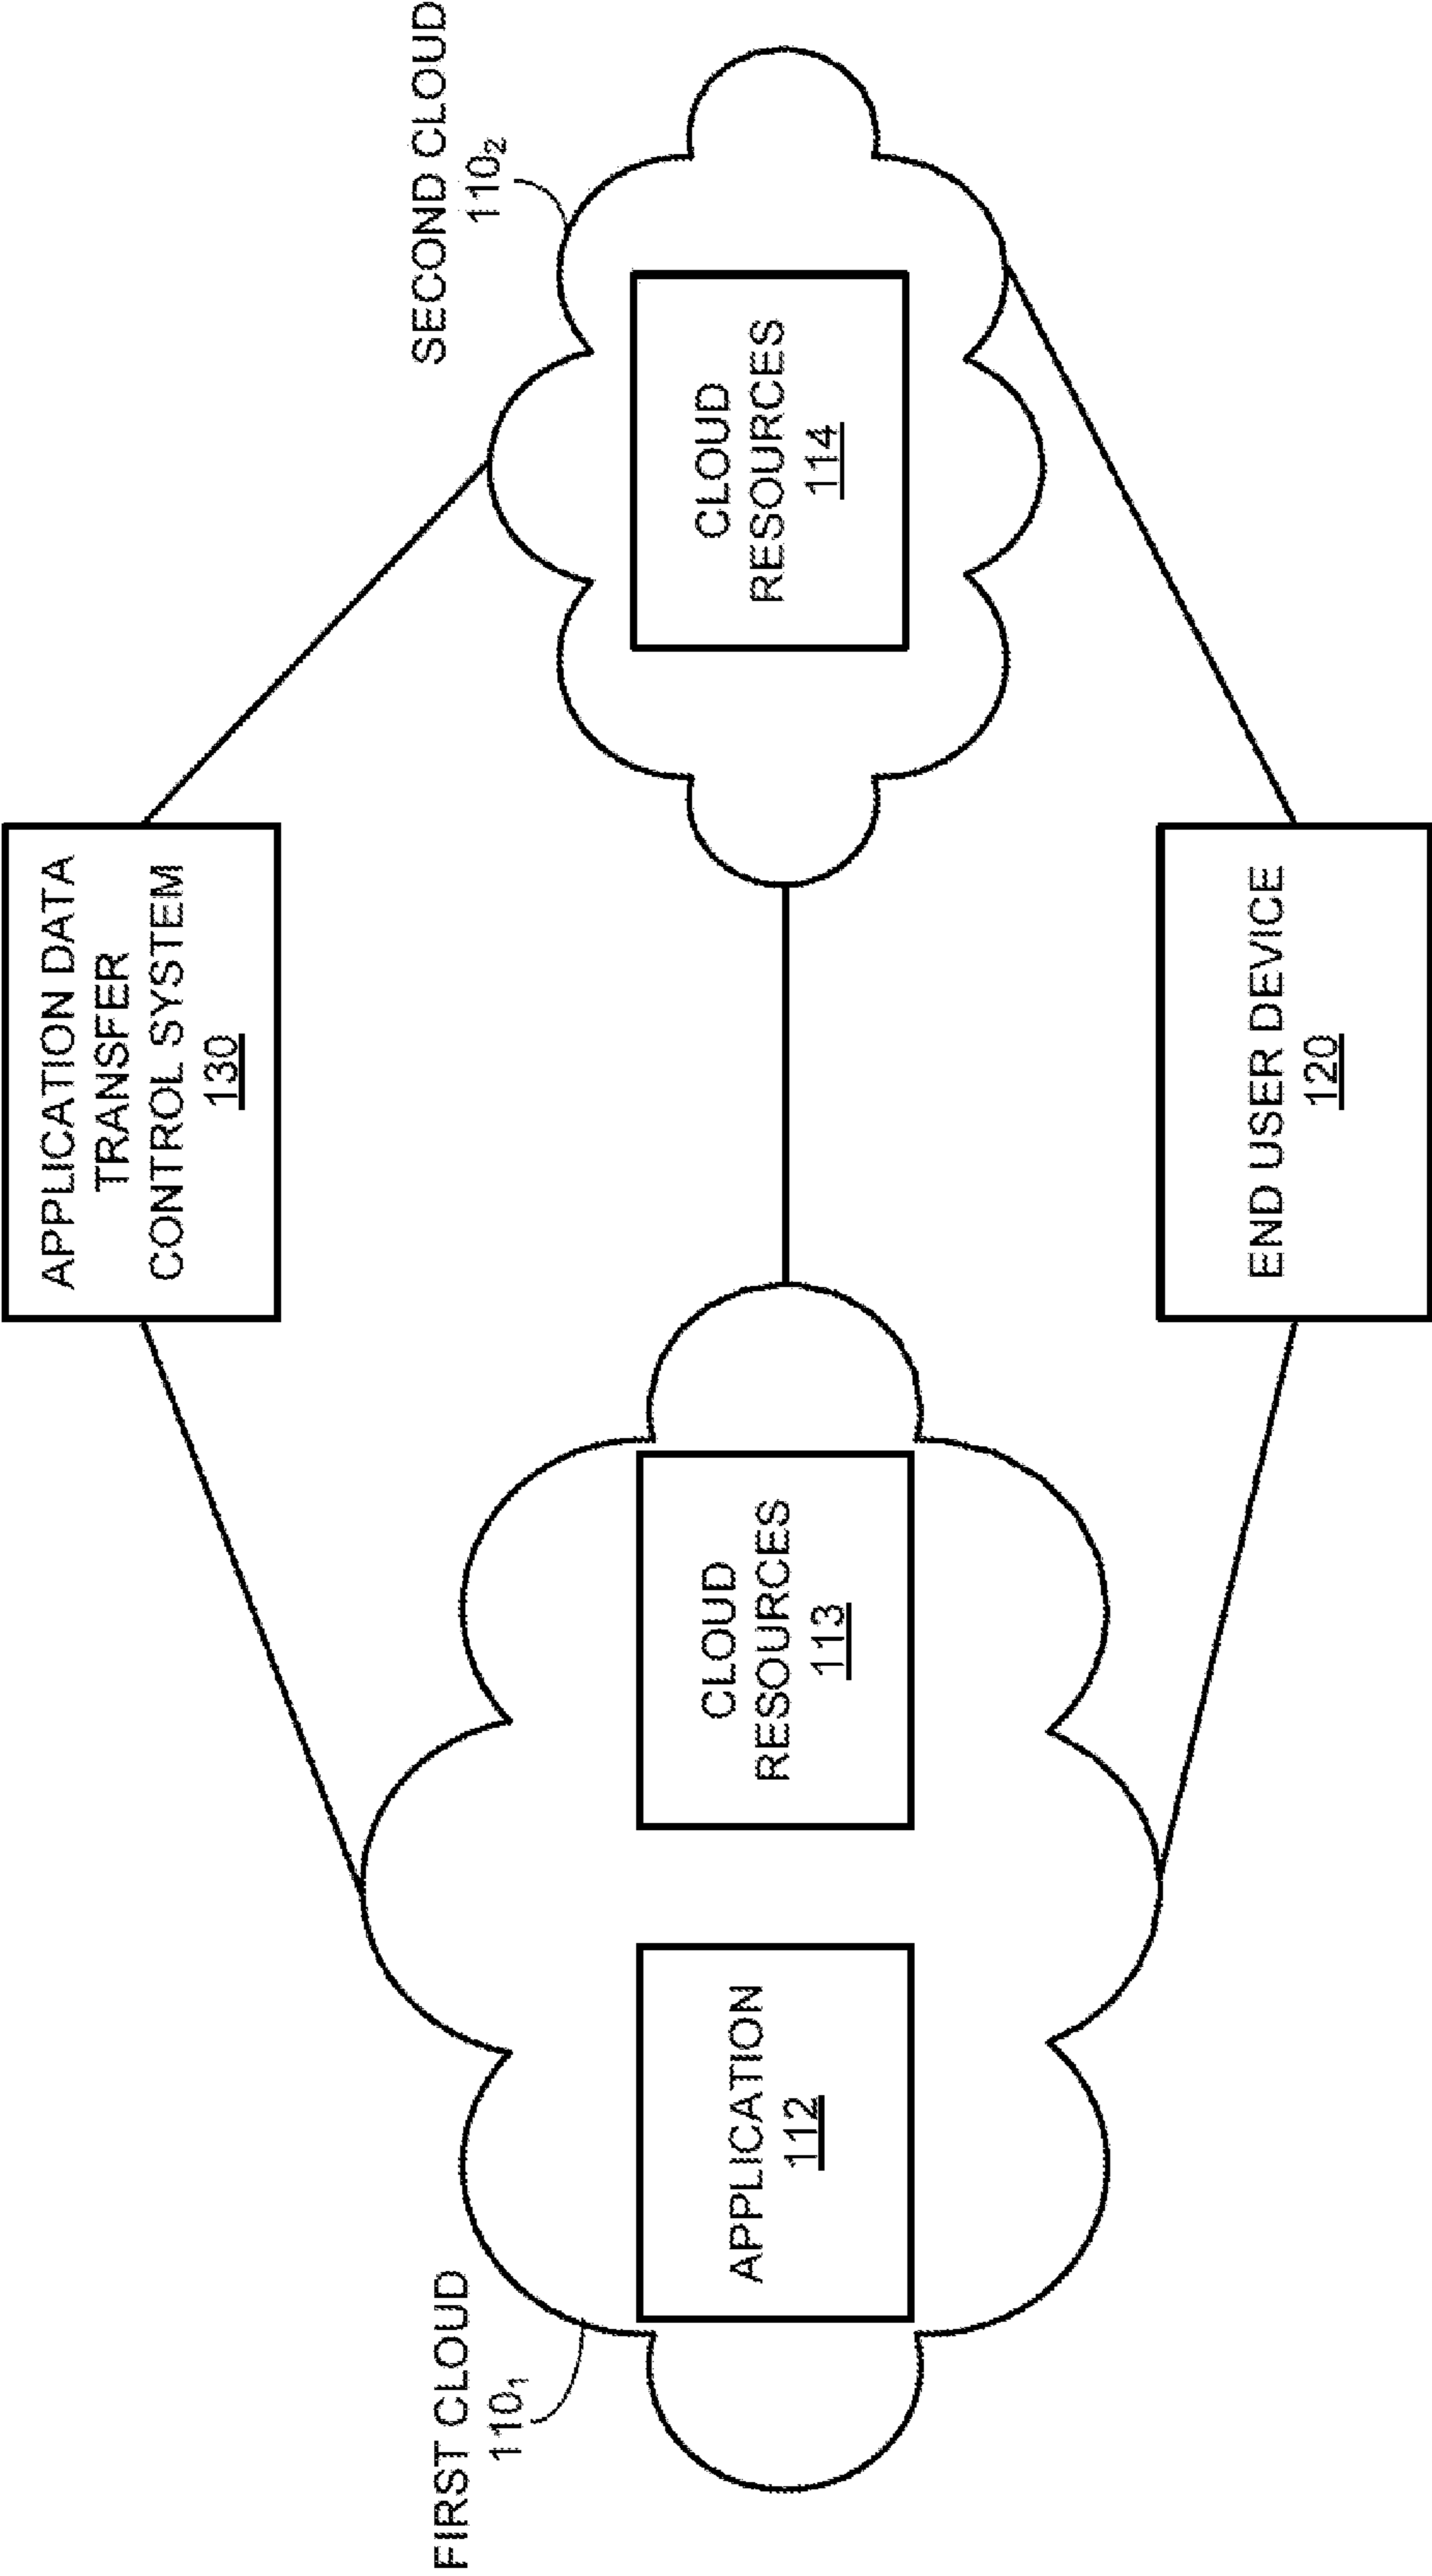 APPLICATION DATA
TRANSFER
CONTROL SYSTEM
130
FIRST CLOUD
110₁
SECOND CLOUD
110₂
APPLICATION
112
CLOUD
RESOURCES
113
CLOUD
RESOURCES
114
END USER DEVICE
120